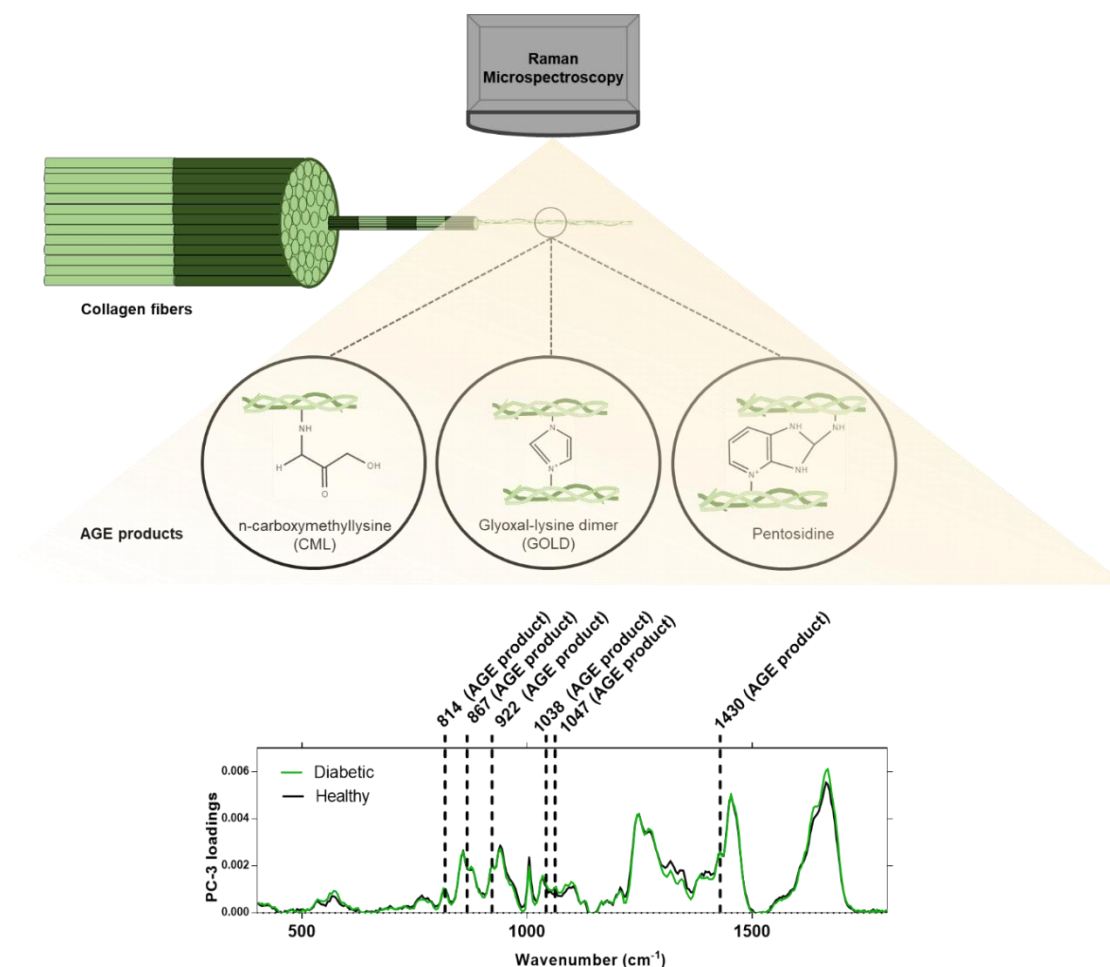 Raman
Microspectroscopy
Collagen fibers
NH
H
O
OH
n-carboxymethyllysine
(CML)
N
N+
Glyoxal-lysine dimer
(GOLD)
NH
NH
NH
N+
Pentosidine
AGE products
814 (AGE product)
867 (AGE product)
922 (AGE product)
1038 (AGE product)
1047 (AGE product)
1430 (AGE product)
PC-3 loadings
0.006
0.004
0.002
0.000
Diabetic
Healthy
500
1000
1500
Wavenumber (cm-1)